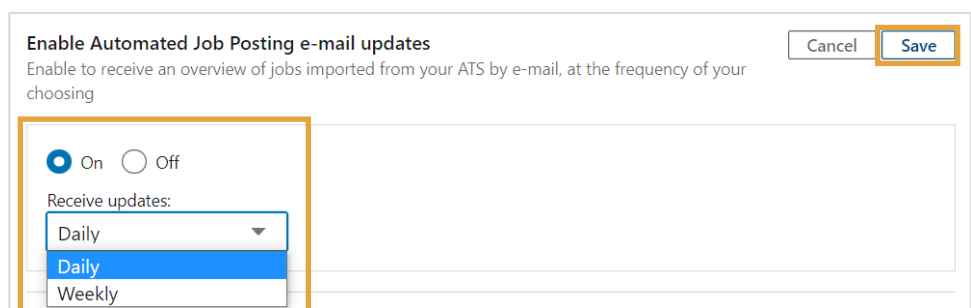 Enable Automated Job Posting e-mail updates
Cancel
Save
Enable to receive an overview of jobs imported from your ATS by e-mail, at the frequency of your
choosing
On
Off
Receive updates:
Daily
Daily
Weekly